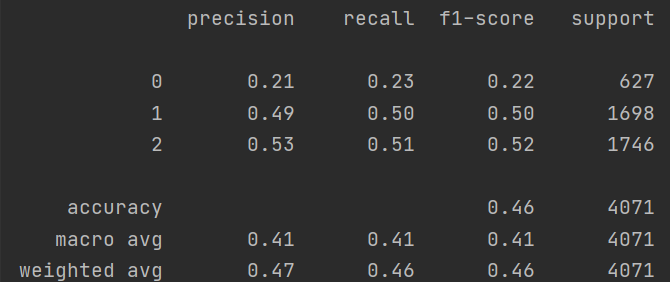 precision recall f1-score support
0 0.21 0.23 0.22 627
1 0.49 0.50 0.50 1698
2 0.53 0.51 0.52 1746
accuracy 0.46 4071
macro avg 0.41 0.41 0.41 4071
weighted avg 0.47 0.46 0.46 4071